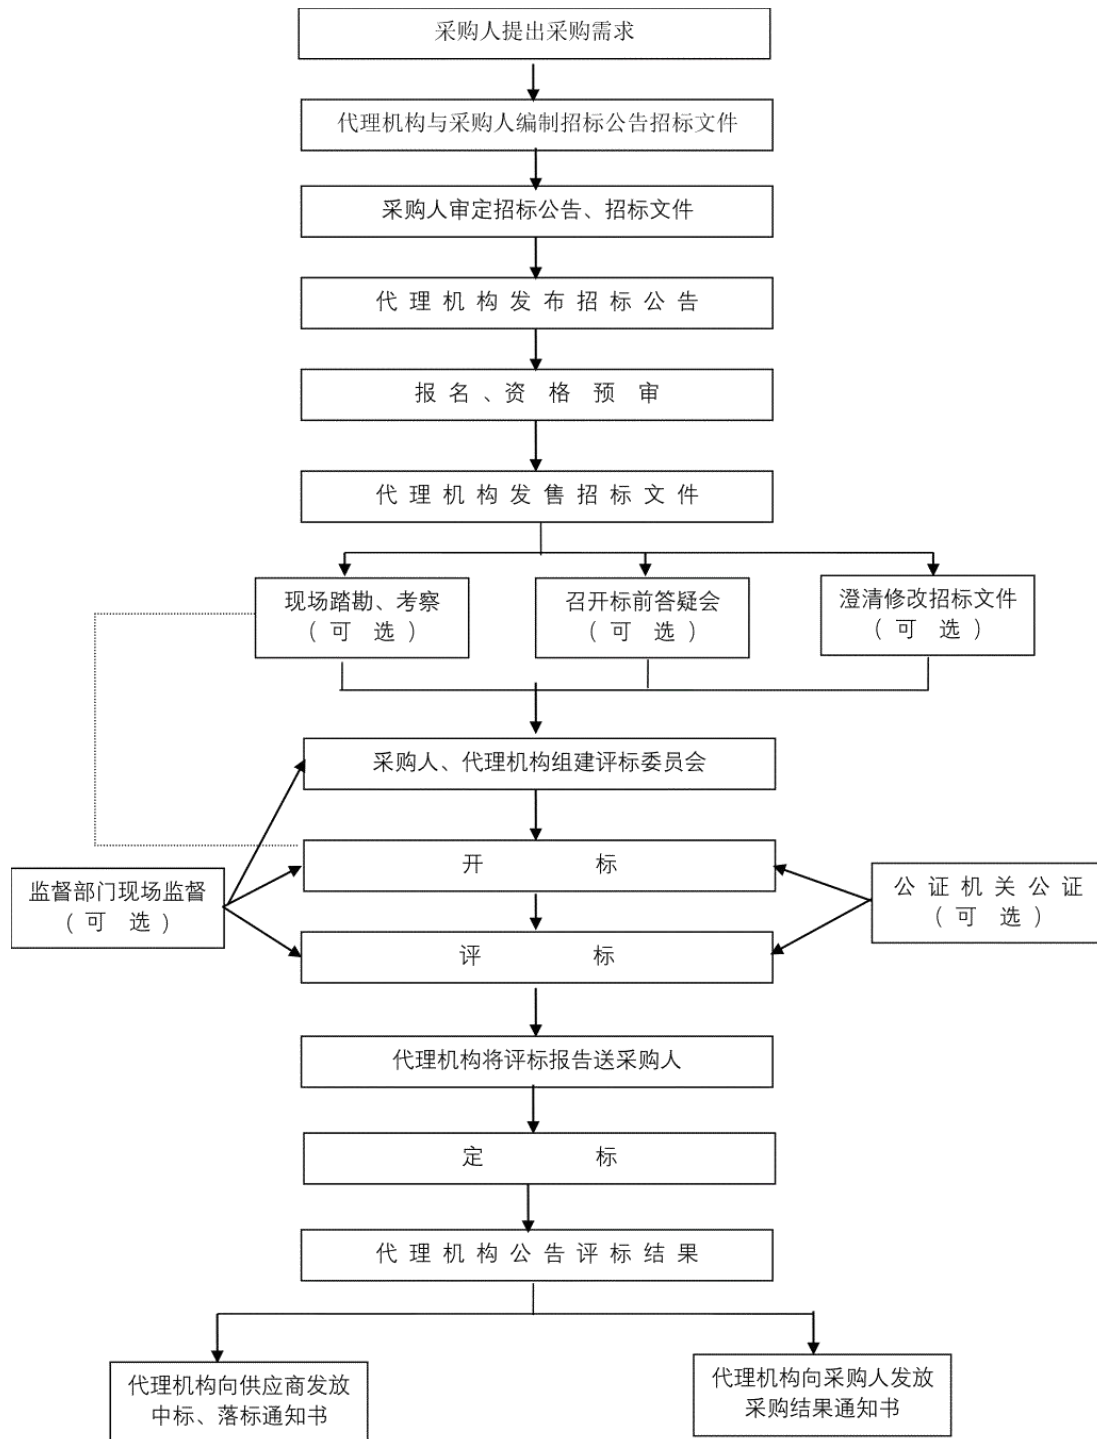 采购人提出采购需求
代理机构与采购人编制招标公告招标文件
采购人审定招标公告、招标文件
代理机构发布招标公告
报名、资格预审
代理机构发售招标文件
现场踏勘、考察
（可选）
召开标前答疑会
（可选）
澄清修改招标文件
（可选）
采购人、代理机构组建评标委员会
开标
监督部门现场监督
（可选）
公证机关公证
（可选）
评标
代理机构将评标报告送采购人
定标
代理机构公告评标结果
代理机构向供应商发放
中标、落标通知书
代理机构向采购人发放
采购结果通知书